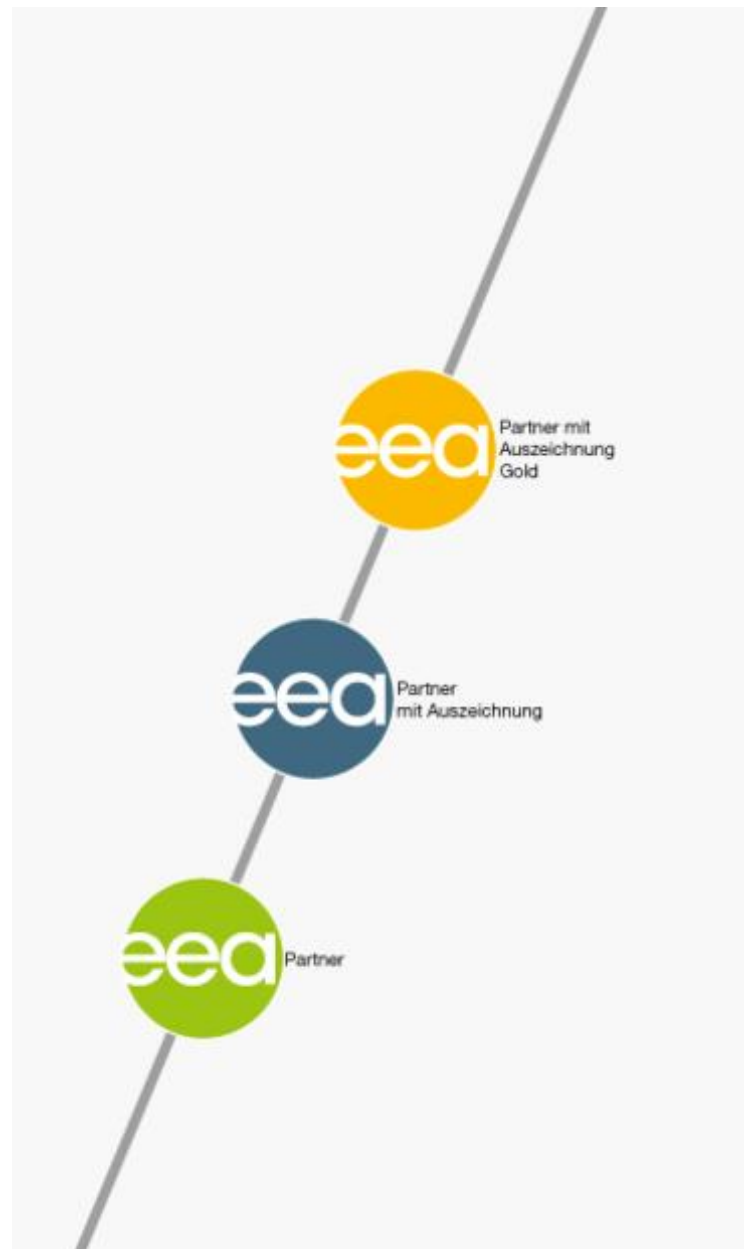 eea
Partner mit
Auszeichnung
Gold
eea
Partner
mit Auszeichnung
eea
Partner